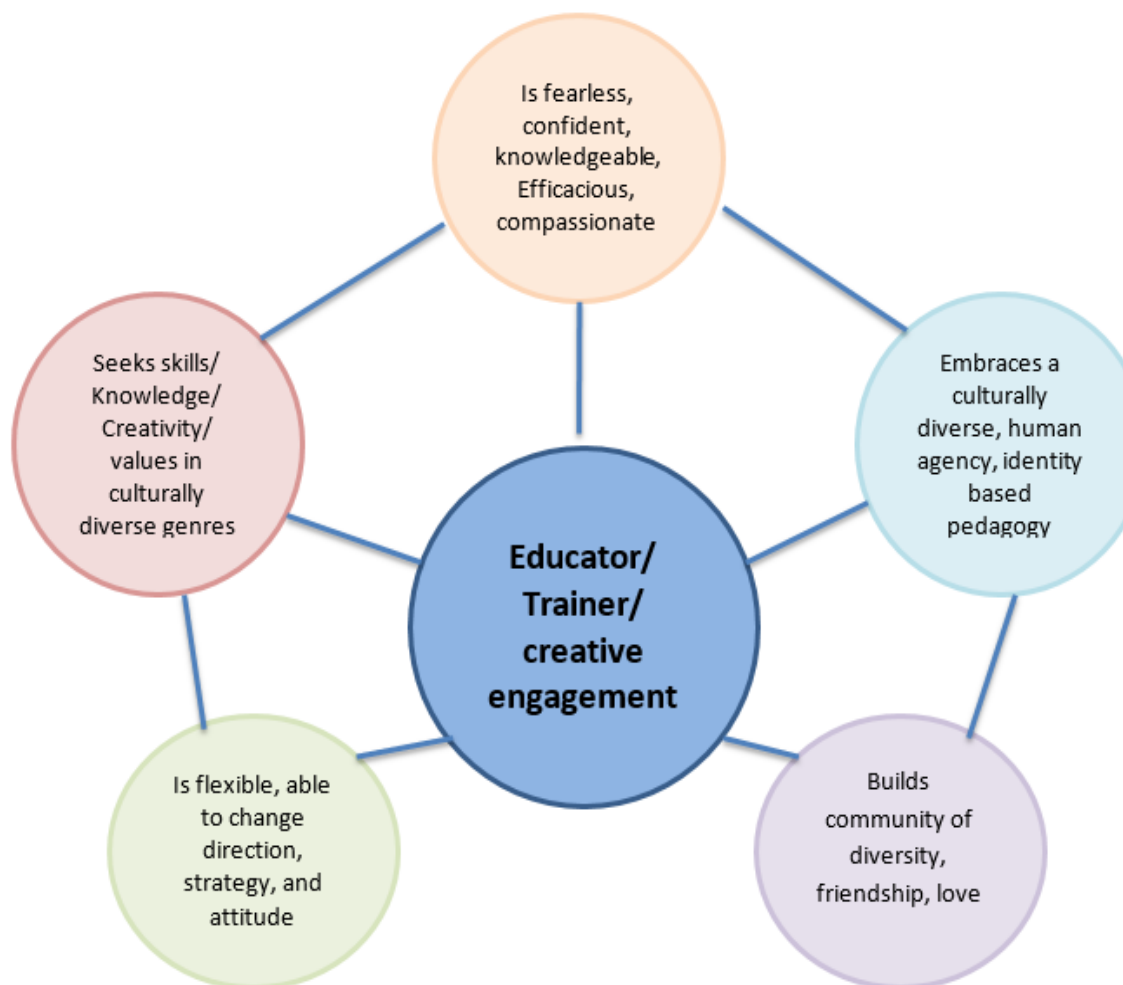 Is fearless,
confident,
knowledgeable,
Efficacious,
compassionate
Seeks skills/
Knowledge/
Creativity/
values in
culturally
diverse genres
Embraces a
culturally
diverse, human
agency, identity
based
pedagogy
Educator/
Trainer/
creative
engagement
Is flexible, able
to change
direction,
strategy, and
attitude
Builds
community of
diversity,
friendship, love